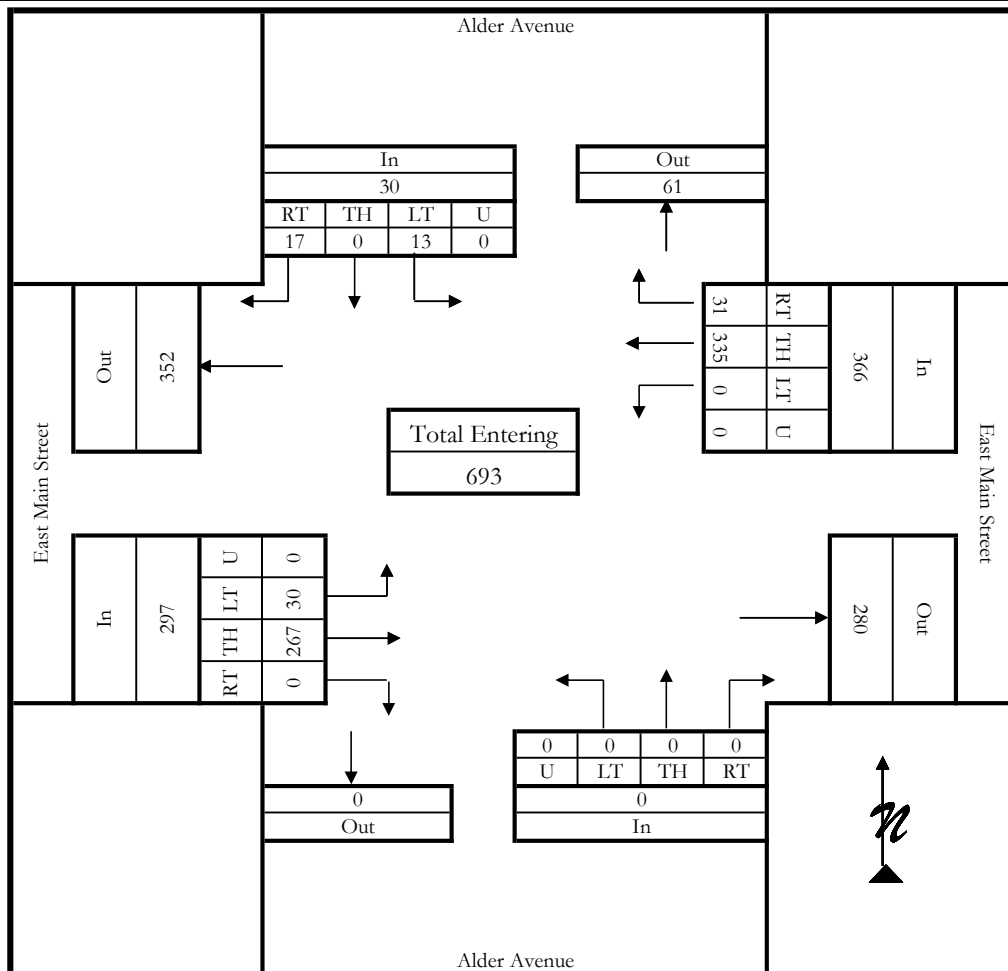 Alder Avenue
In
30
RT TH LT U
17 0 13 0
Out
61
Out
352
East Main Street
31 335 0 0
RT TH LT U
366
In
East Main Street
Total Entering
693
In
297
U LT TH RT
0 30 267 0
280
Out
0
Out
0 0 0 0
U LT TH RT
0
In
N
Alder Avenue